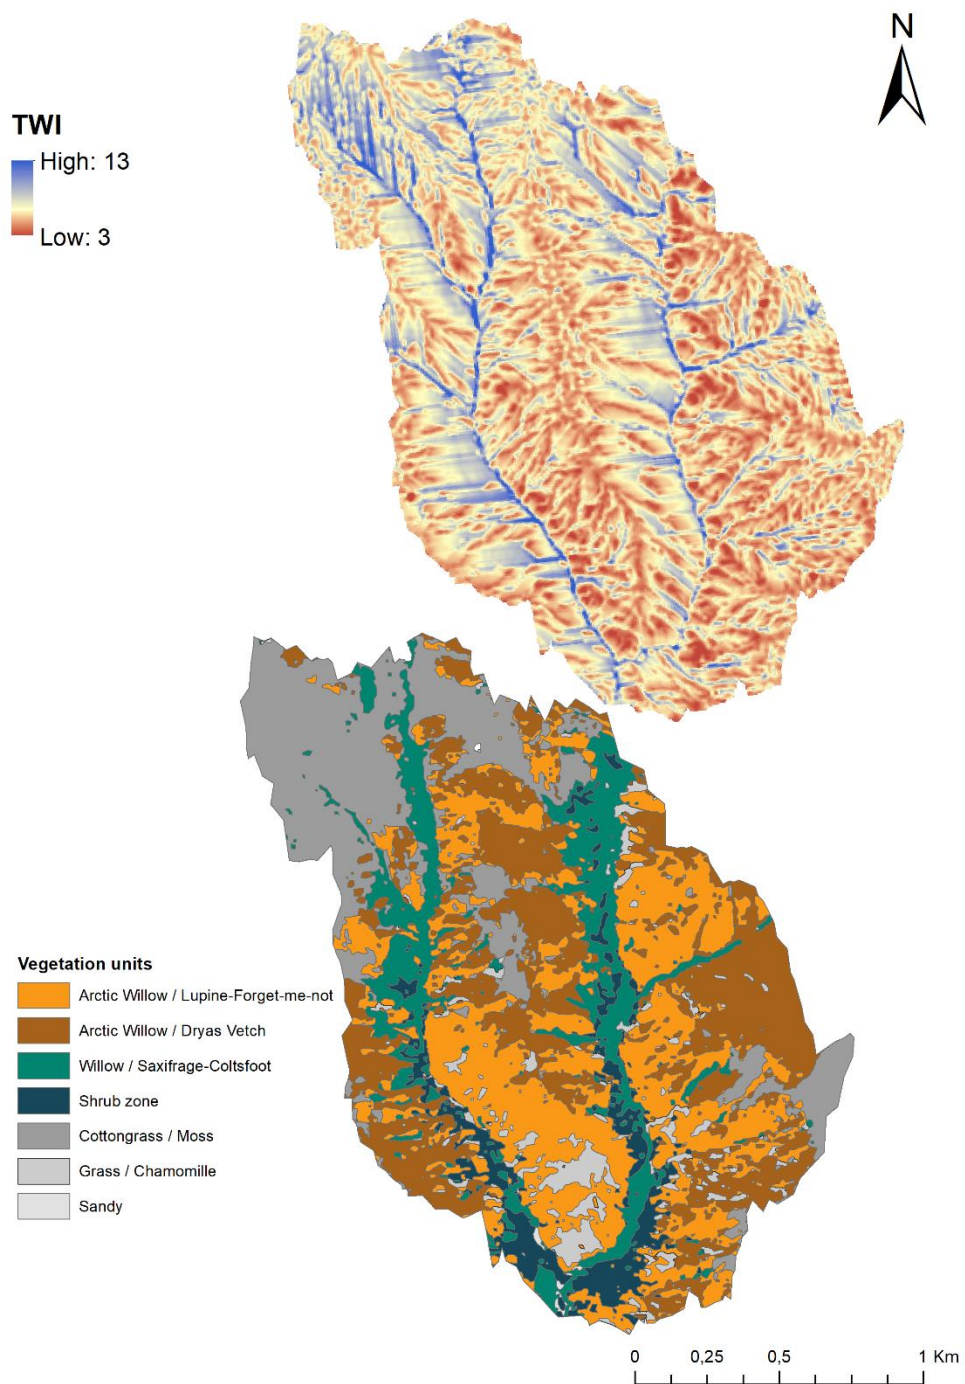 N
TWI
High: 13
Low: 3
Vegetation units
Arctic Willow / Lupine-Forget-me-not
Arctic Willow / Dryas Vetch
Willow / Saxifrage-Coltsfoot
Shrub zone
Cottongrass / Moss
Grass / Chamomille
Sandy
0 0,25 0,5 1 Km